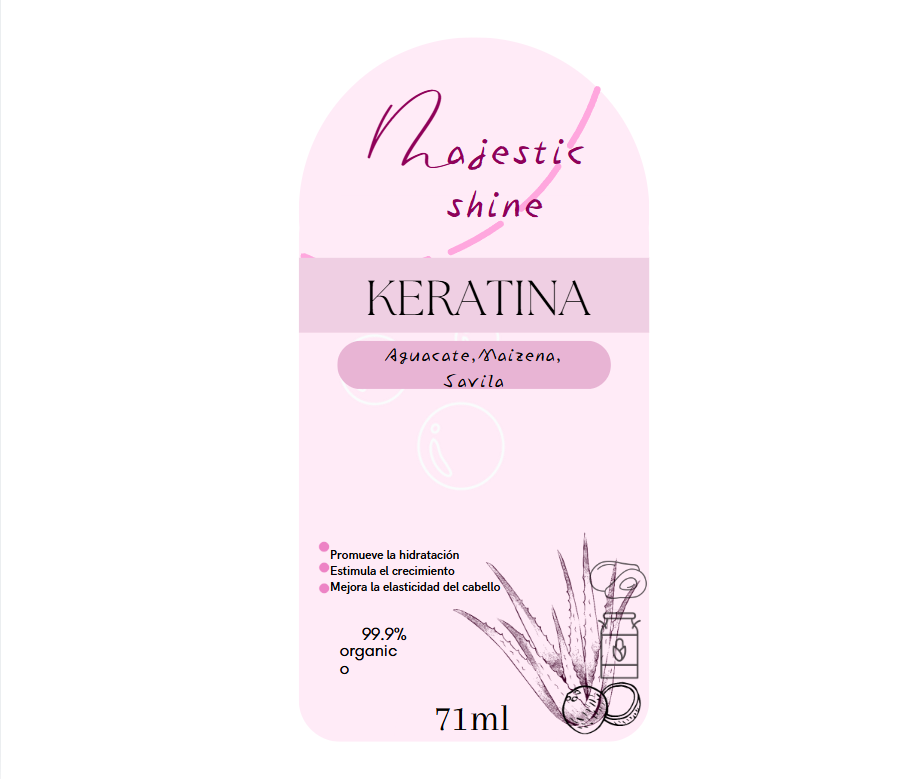 Majestic
shine
KERATINA
Aguacate,Maizena,
Savila
Promueve la hidratación
Estimula el crecimiento
Mejora la elasticidad del cabello
99.9%
organic
o
71ml